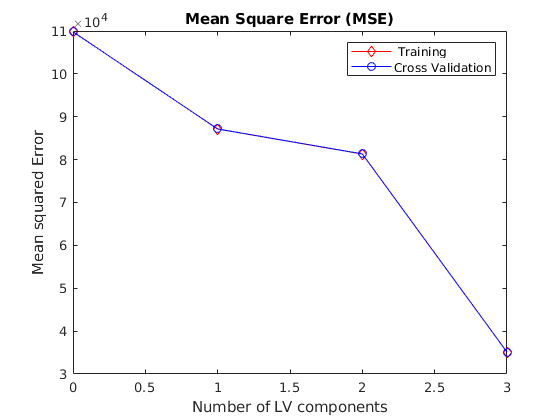 Mean Square Error (MSE)
×10^4
11
10
9
8
7
6
5
4
3
Mean squared Error
Training
Cross Validation
0 0.5 1 1.5 2 2.5 3
Number of LV components